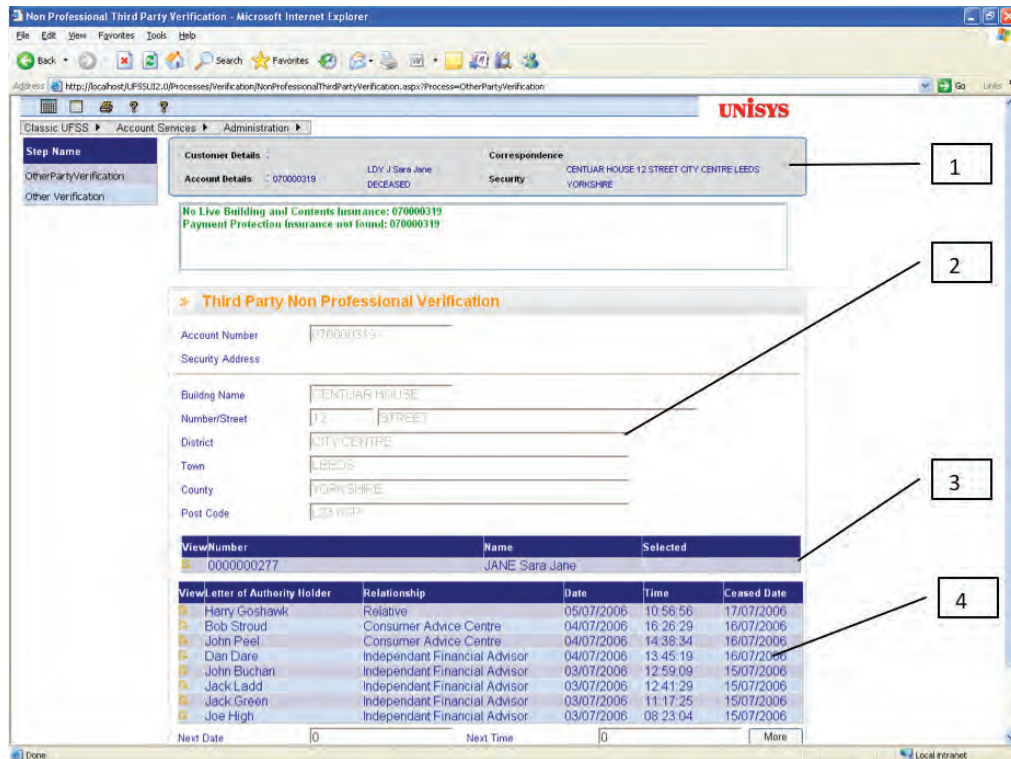 Non Professional Third Party Verification - Microsoft Internet Explorer
File Edit View Favorites Tools Help
Back Search Favorites
Address http://localhost/UFSSUI2.0/Processes/Verification/NonProfessionalThirdPartyVerification.aspx?Process=OtherPartyVerification Go Links
UNISYS
Classic UFSS Account Services Administration
Step Name
OtherPartyVerification
Other Verification
Customer Details : Correspondence
Account Details : 070000319 LDY J Sara Jane DECEASED Security CENTUAR HOUSE 12 STREET CITY CENTRE LEEDS YORKSHIRE
1
No Live Building and Contents Insurance: 070000319
Payment Protection Insurance not found: 070000319
2
Third Party Non Professional Verification
Account Number 070000319
Security Address
Buildng Name CENTUAR HOUSE
Number/Street 12 STREET
District CITY CENTRE
Town LEEDS
County YORKSHIRE
Post Code
3
View Number Name Selected
0000000277 JANE Sara Jane
View Letter of Authority Holder Relationship Date Time Ceased Date
Harry Goshawk Relative 05/07/2006 10:56:56 17/07/2006
Bob Stroud Consumer Advice Centre 04/07/2006 16:26:29 16/07/2006
John Peel Consumer Advice Centre 04/07/2006 14:38:34 16/07/2006
Dan Dare Independant Financial Advisor 04/07/2006 13:45:19 16/07/2006
John Buchan Independant Financial Advisor 03/07/2006 12:59:09 15/07/2006
Jack Ladd Independant Financial Advisor 03/07/2006 12:41:29 15/07/2006
Jack Green Independant Financial Advisor 03/07/2006 11:17:25 15/07/2006
Joe High Independant Financial Advisor 03/07/2006 08:23:04 15/07/2006
4
Next Date 0 Next Time 0 More
Done Local intranet